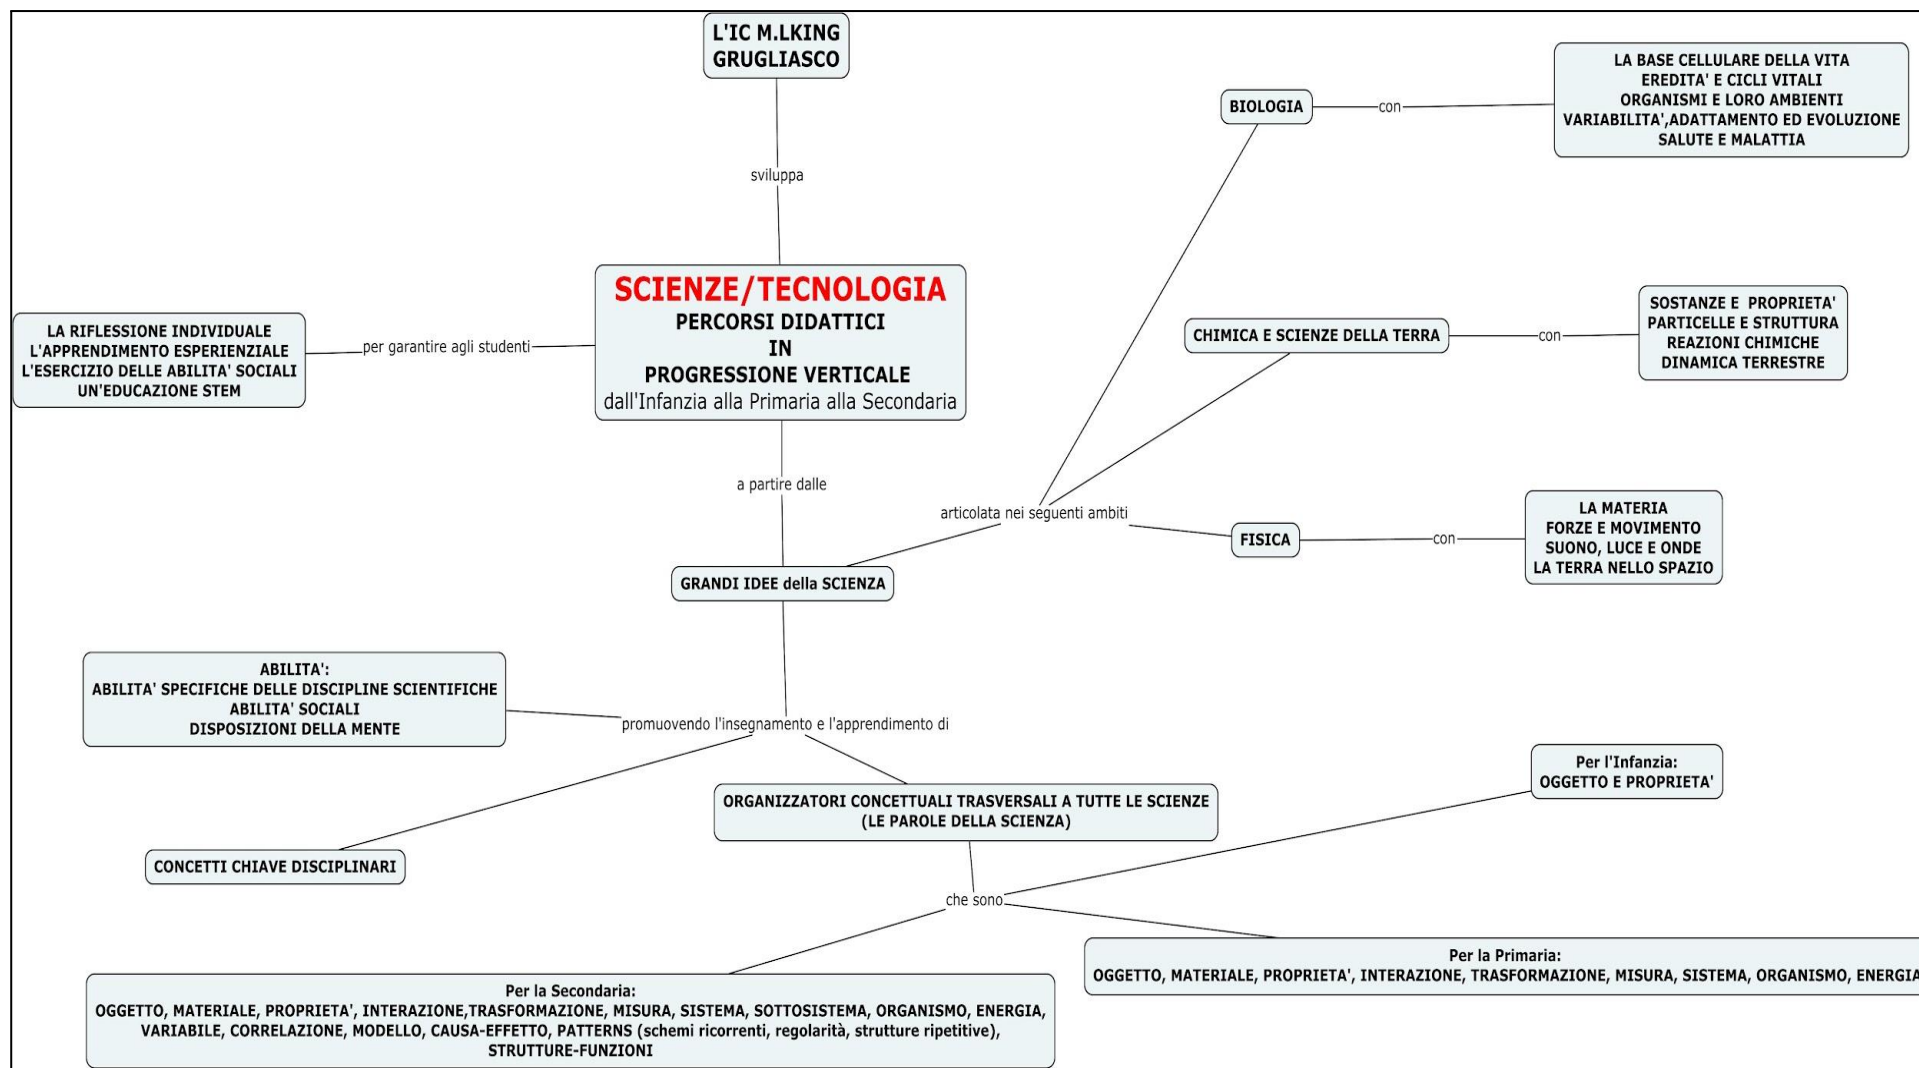 L'IC M.LKING
GRUGLIASCO
sviluppa
SCIENZE/TECNOLOGIA
PERCORSI DIDATTICI
IN
PROGRESSIONE VERTICALE
dall'Infanzia alla Primaria alla Secondaria
per garantire agli studenti
LA RIFLESSIONE INDIVIDUALE
L'APPRENDIMENTO ESPERIENZIALE
L'ESERCIZIO DELLE ABILITA' SOCIALI
UN'EDUCAZIONE STEM
a partire dalle
GRANDI IDEE della SCIENZA
articolata nei seguenti ambiti
BIOLOGIA
con
LA BASE CELLULARE DELLA VITA
EREDITA' E CICLI VITALI
ORGANISMI E LORO AMBIENTI
VARIABILITA',ADATTAMENTO ED EVOLUZIONE
SALUTE E MALATTIA
CHIMICA E SCIENZE DELLA TERRA
con
SOSTANZE E PROPRIETA'
PARTICELLE E STRUTTURA
REAZIONI CHIMICHE
DINAMICA TERRESTRE
FISICA
con
LA MATERIA
FORZE E MOVIMENTO
SUONO, LUCE E ONDE
LA TERRA NELLO SPAZIO
promuovendo l'insegnamento e l'apprendimento di
ABILITA':
ABILITA' SPECIFICHE DELLE DISCIPLINE SCIENTIFICHE
ABILITA' SOCIALI
DISPOSIZIONI DELLA MENTE
CONCETTI CHIAVE DISCIPLINARI
ORGANIZZATORI CONCETTUALI TRASVERSALI A TUTTE LE SCIENZE
(LE PAROLE DELLA SCIENZA)
che sono
Per l'Infanzia:
OGGETTO E PROPRIETA'
Per la Primaria:
OGGETTO, MATERIALE, PROPRIETA', INTERAZIONE, TRASFORMAZIONE, MISURA, SISTEMA, ORGANISMO, ENERGIA
Per la Secondaria:
OGGETTO, MATERIALE, PROPRIETA', INTERAZIONE,TRASFORMAZIONE, MISURA, SISTEMA, SOTTOSISTEMA, ORGANISMO, ENERGIA,
VARIABILE, CORRELAZIONE, MODELLO, CAUSA-EFFETTO, PATTERNS (schemi ricorrenti, regolarità, strutture ripetitive),
STRUTTURE-FUNZIONI